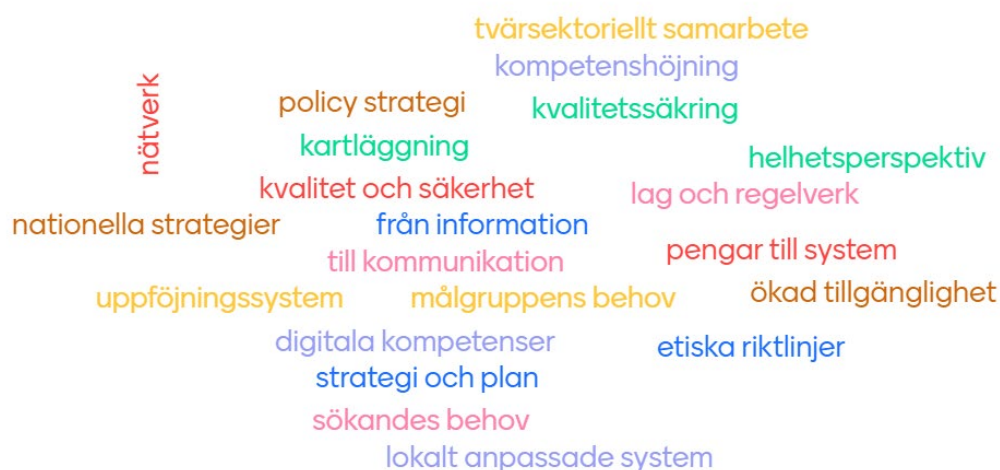 tvärsektoriellt samarbete
kompetenshöjning
nätverk
policy strategi
kvalitetssäkring
kartläggning
helhetsperspektiv
kvalitet och säkerhet
lag och regelverk
nationella strategier
från information
pengar till system
till kommunikation
uppföjningssystem
målgruppens behov
ökad tillgänglighet
digitala kompetenser
etiska riktlinjer
strategi och plan
sökandes behov
lokalt anpassade system